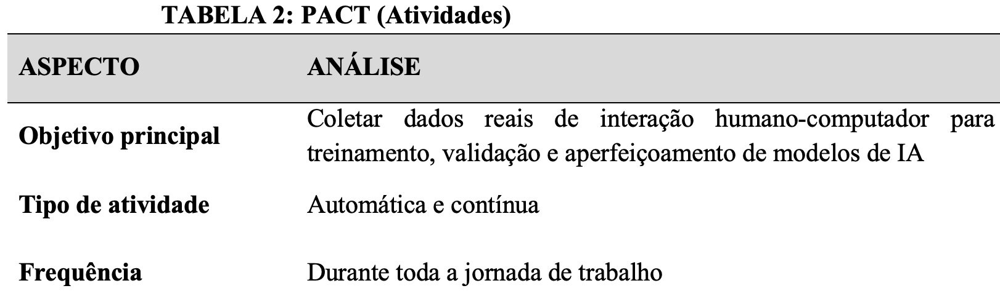 TABELA 2: PACT (Atividades)
ASPECTO ANÁLISE
Objetivo principal
Coletar dados reais de interação humano-computador para
treinamento, validação e aperfeiçoamento de modelos de IA
Tipo de atividade Automática e contínua
Frequência Durante toda a jornada de trabalho